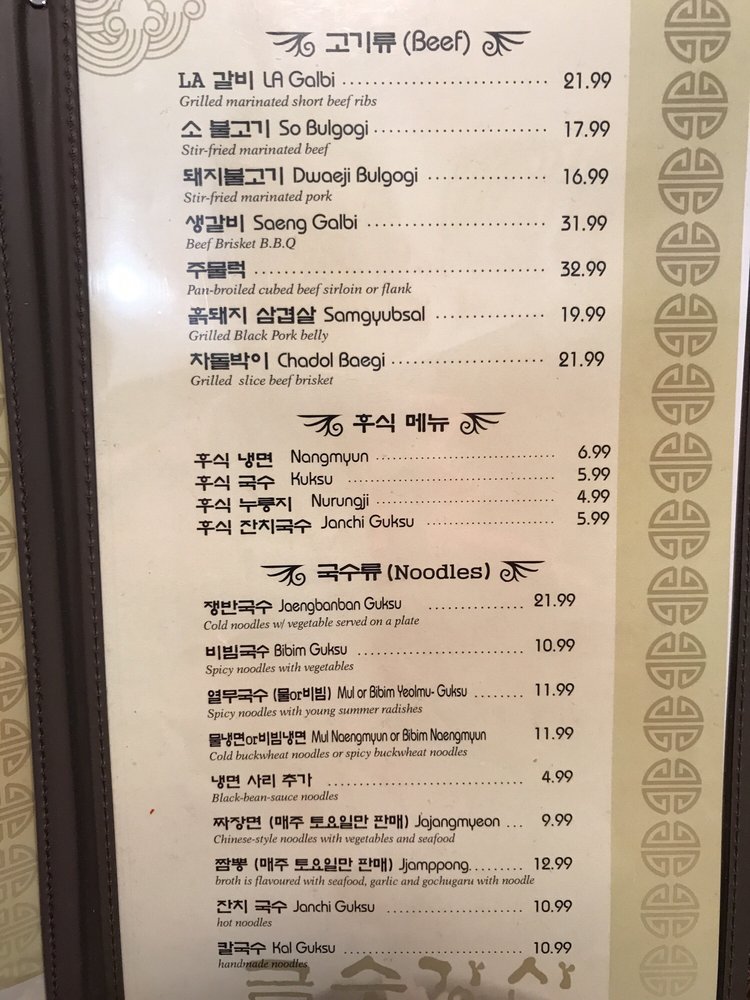 고기류 (Beef)
LA 갈비 LA Galbi 21.99
Grilled marinated short beef ribs
소 불고기 So Bulgogi 17.99
Stir-fried marinated beef
돼지불고기 Dwaeji Bulgogi 16.99
Stir-fried marinated pork
생갈비 Saeng Galbi 31.99
Beef Brisket B.B.Q
주물럭 32.99
Pan-broiled cubed beef sirloin or flank
흙돼지 삼겹살 Samgyubsal 19.99
Grilled Black Pork belly
차돌박이 Chadol Baegi 21.99
Grilled slice beef brisket
후식 메뉴
후식 냉면 Nangmyun 6.99
후식 국수 Kuksu 5.99
후식 누룽지 Nurungji 4.99
후식 잔치국수 Janchi Guksu 5.99
국수류 (Noodles)
쟁반국수 Jaengbanban Guksu 21.99
Cold noodles w/ vegetable served on a plate
비빔국수 Bibim Guksu 10.99
Spicy noodles with vegetables
열무국수 (물or비빔) Mul or Bibim Yeolmu- Guksu 11.99
Spicy noodles with young summer radishes
물냉면or비빔냉면 Mul Naengmyun or Bibim Naengmyun 11.99
Cold buckwheat noodles or spicy buckwheat noodles
냉면 사리 추가 4.99
Black-bean-sauce noodles
짜장면 (매주 토요일만 판매) Jajangmyeon ... 9.99
Chinese-style noodles with vegetables and seafood
짬뽕 (매주 토요일만 판매) Jjamppong 12.99
broth is flavoured with seafood, garlic and gochugaru with noodle
잔치 국수 Janchi Guksu 10.99
hot noodles
칼국수 Kal Guksu 10.99
handmade noodles
금수강산